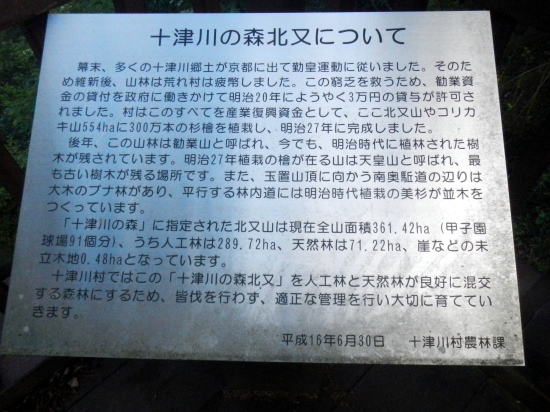 十津川の森北又について
幕末、多くの十津川郷士が京都に出て勤皇運動に従いました。そのた
め維新後、山林は荒れ村は疲弊しました。この窮乏を救うため、勧業資
金の貸付を政府に働きかけて明治20年にようやく3万円の貸与が許可さ
れました。村はこのすべてを産業復興資金として、ここ北又山やコリカ
キ山554haに300万本の杉檜を植栽し、明治27年に完成しました。
後年、この山林は勧業山と呼ばれ、今でも、明治時代に植林された樹
木が残されています。明治27年植栽の檜が在る山は天皇山と呼ばれ、最
も古い樹木が残る場所です。また、玉置山頂に向かう南奥駈道の辺りは
大木のブナ林があり、平行する林内道には明治時代植栽の美杉が並木を
つくっています。
「十津川の森」に指定された北又山は現在全山面積361.42ha（甲子園
球場91個分）、うち人工林は289.72ha、天然林は71.22ha、崖などの未
立木地0.48haとなっています。
十津川村ではこの「十津川の森北又」を人工林と天然林が良好に混交
する森林にするため、皆伐を行わず、適正な管理を行い大切に育ててい
きます。
平成16年6月30日　十津川村農林課